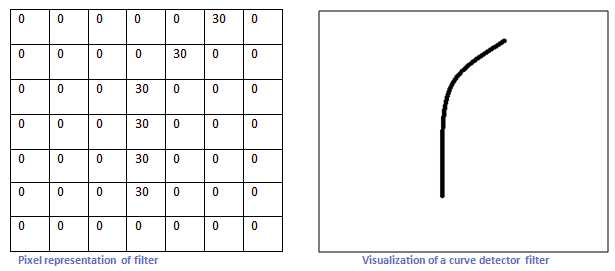 0 0 0 0 0 30 0
0 0 0 0 30 0 0
0 0 0 30 0 0 0
0 0 0 30 0 0 0
0 0 0 30 0 0 0
0 0 0 30 0 0 0
0 0 0 0 0 0 0
Pixel representation of filter
Visualization of a curve detector filter